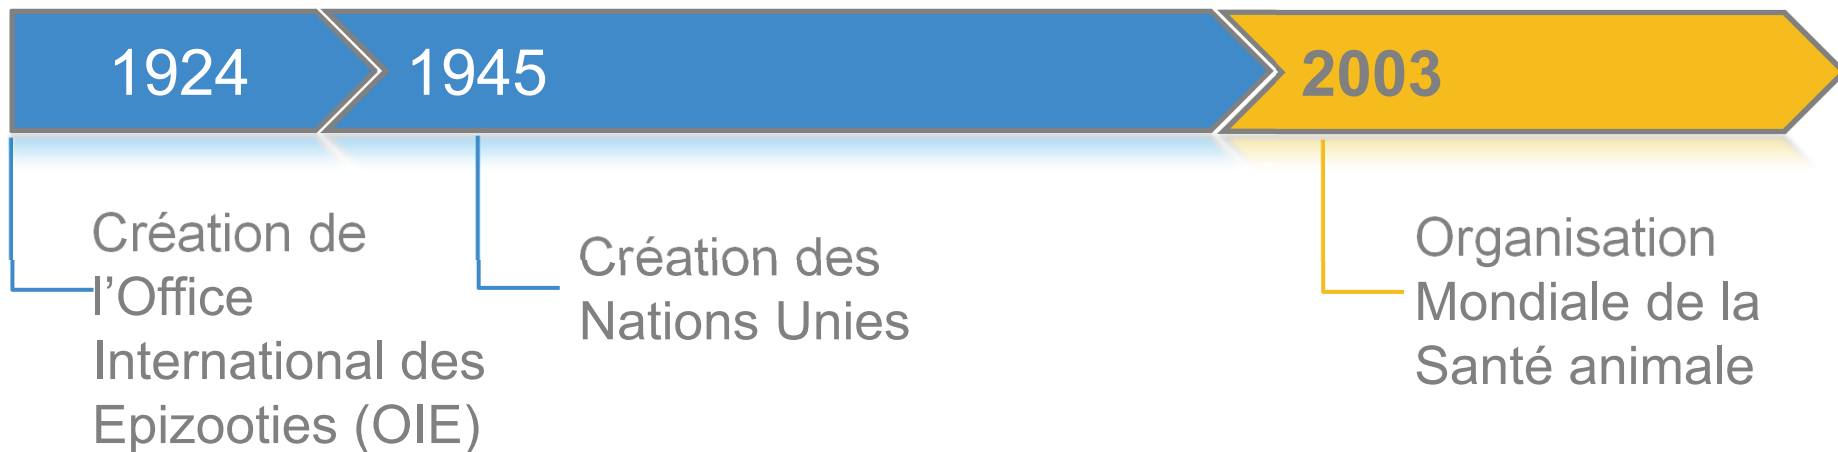 1924
1945
2003
Création de
l’Office
International des
Epizooties (OIE)
Création des
Nations Unies
Organisation
Mondiale de la
Santé animale